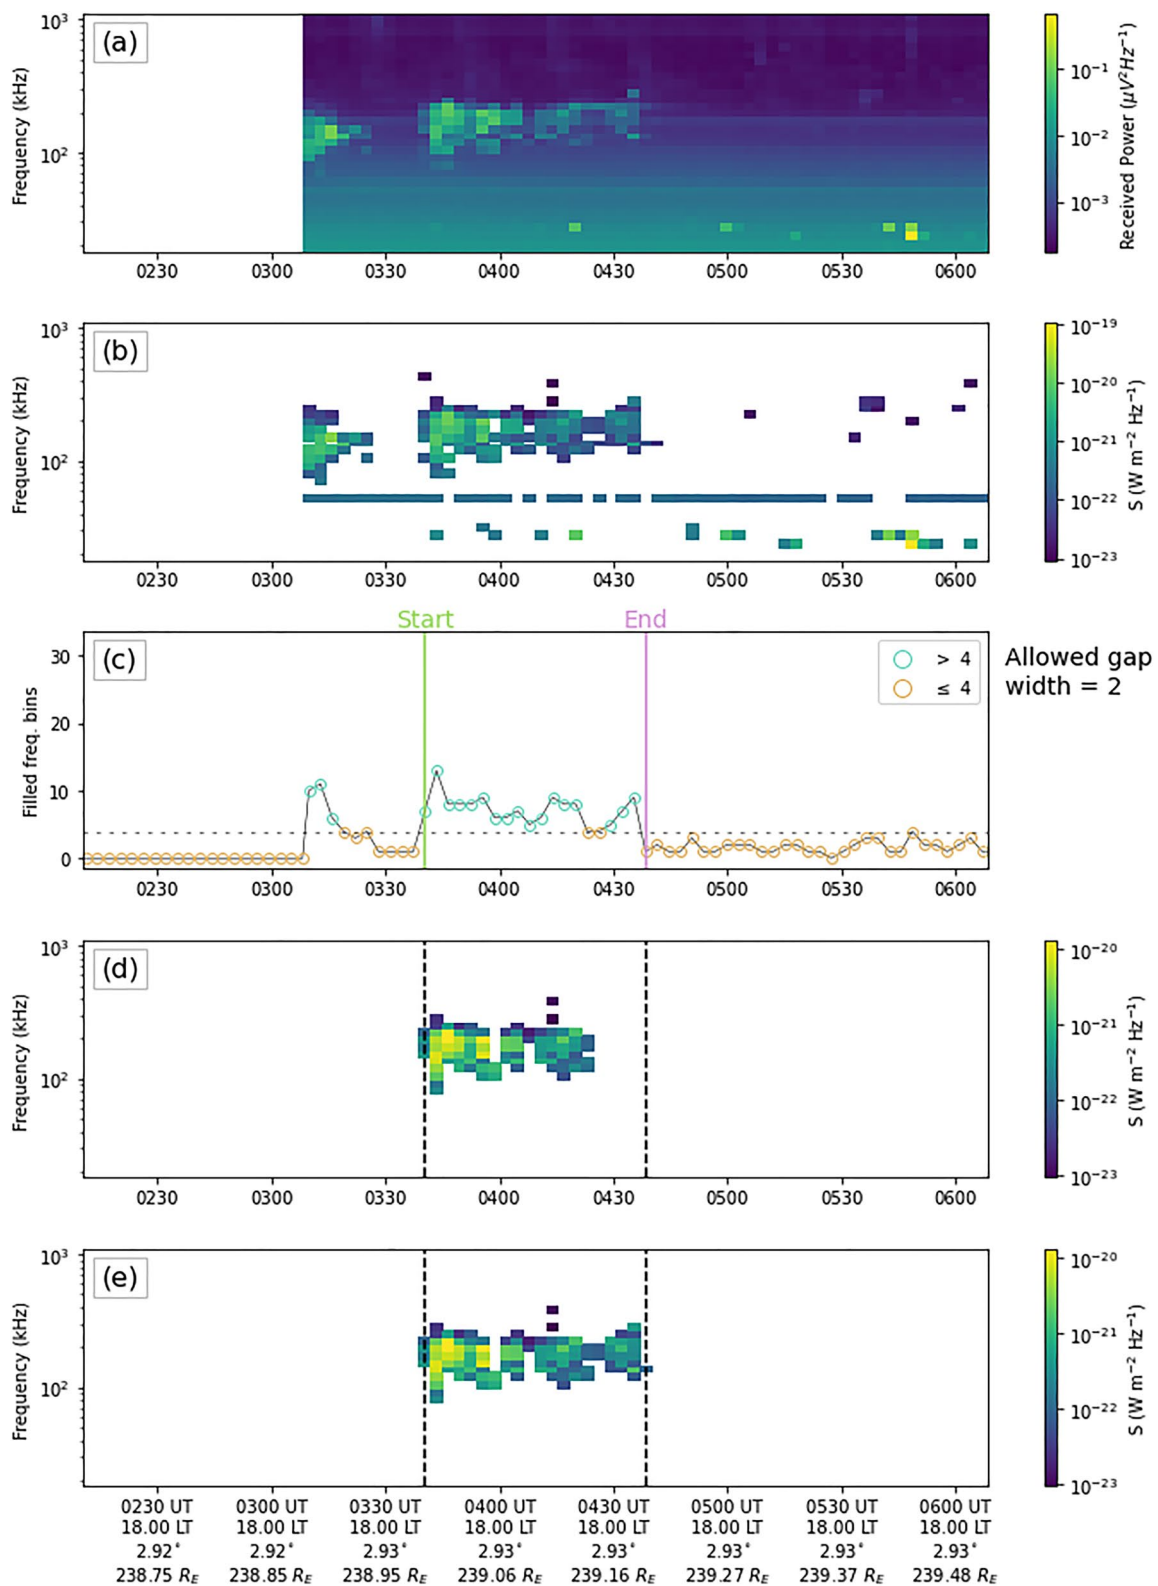 (a)
Frequency (kHz)
10³
10²
0230 0300 0330 0400 0430 0500 0530 0600
10⁻¹
10⁻²
10⁻³
Received Power (μV²Hz⁻¹)
(b)
Frequency (kHz)
10³
10²
0230 0300 0330 0400 0430 0500 0530 0600
10⁻¹⁹
10⁻²⁰
10⁻²¹
10⁻²²
10⁻²³
S (W m⁻² Hz⁻¹)
Start End
(c)
Filled freq. bins
30
20
10
0
> 4
≤ 4
Allowed gap
width = 2
0230 0300 0330 0400 0430 0500 0530 0600
(d)
Frequency (kHz)
10³
10²
0230 0300 0330 0400 0430 0500 0530 0600
10⁻²⁰
10⁻²¹
10⁻²²
10⁻²³
S (W m⁻² Hz⁻¹)
(e)
Frequency (kHz)
10³
10²
10⁻²⁰
10⁻²¹
10⁻²²
10⁻²³
S (W m⁻² Hz⁻¹)
0230 UT 0300 UT 0330 UT 0400 UT 0430 UT 0500 UT 0530 UT 0600 UT
18.00 LT 18.00 LT 18.00 LT 18.00 LT 18.00 LT 18.00 LT 18.00 LT 18.00 LT
2.92° 2.92° 2.93° 2.93° 2.93° 2.93° 2.93° 2.93°
238.75 R_E 238.85 R_E 238.95 R_E 239.06 R_E 239.16 R_E 239.27 R_E 239.37 R_E 239.48 R_E